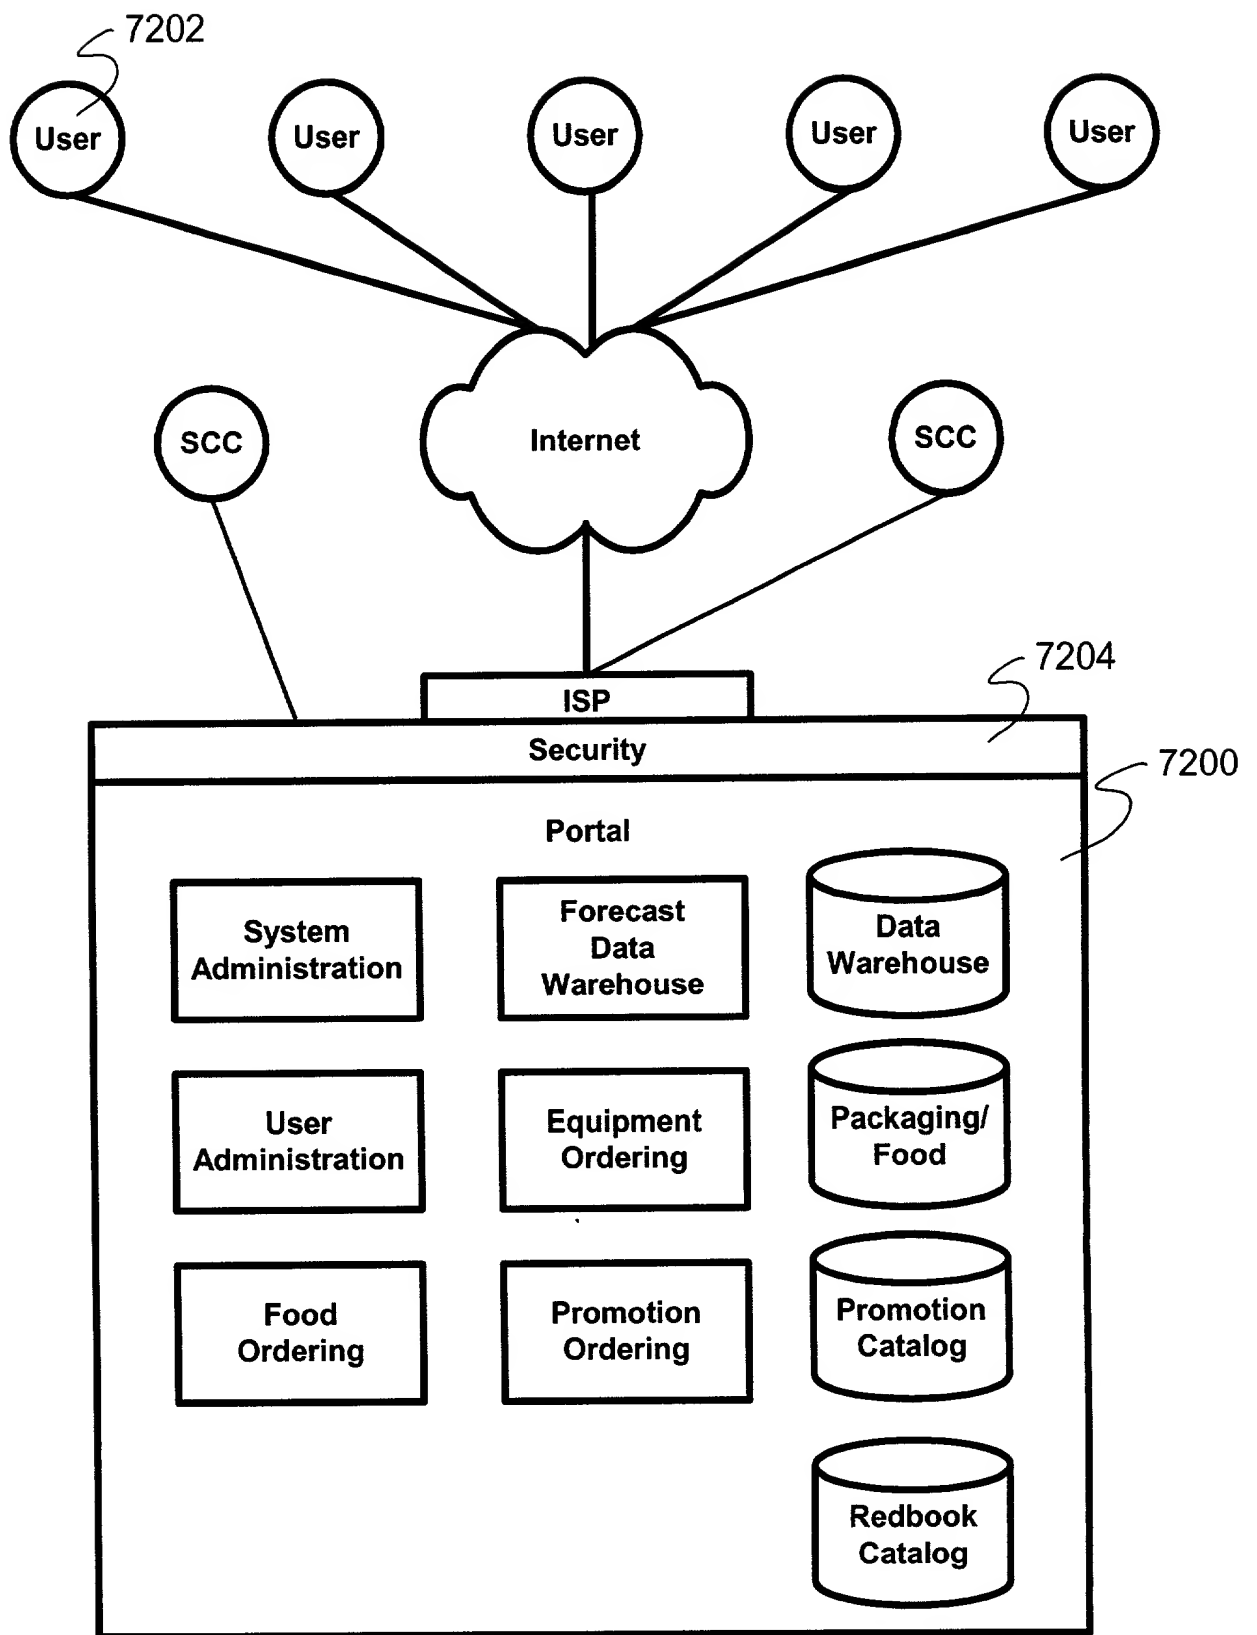 7202
User
User
User
User
User
SCC
Internet
SCC
7204
ISP
Security
7200
Portal
System
Administration
Forecast
Data
Warehouse
Data
Warehouse
User
Administration
Equipment
Ordering
Packaging/
Food
Food
Ordering
Promotion
Ordering
Promotion
Catalog
Redbook
Catalog